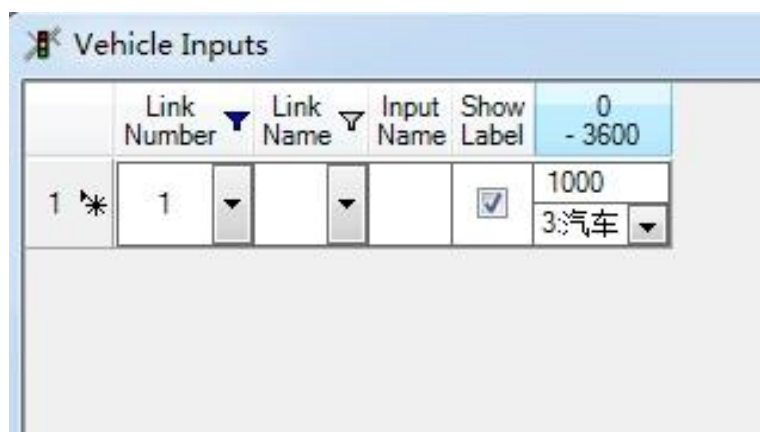 Vehicle Inputs
Link Number Link Name Input Name Show Label 0 - 3600
1 1 1000
3:汽车